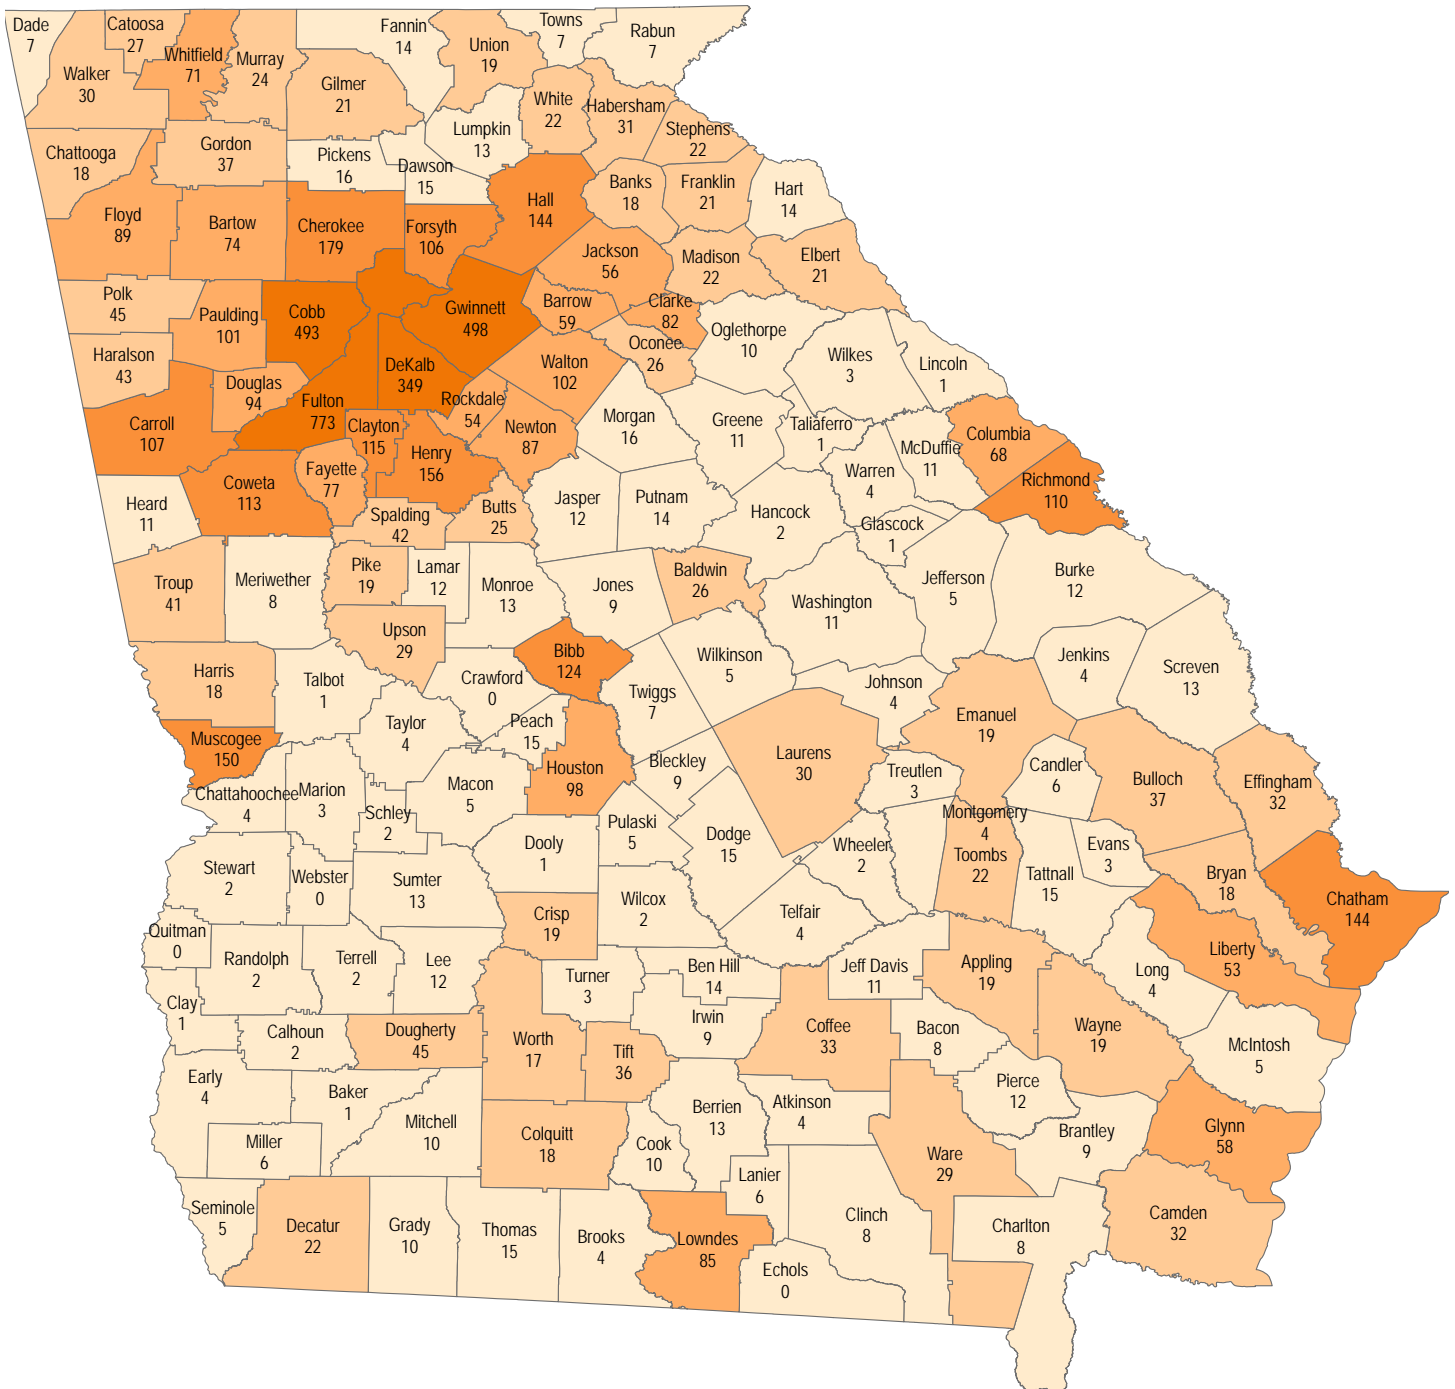 Dade
7
Catoosa
27
Whitfield
71
Murray
24
Fannin
14
Union
19
Towns
7
Rabun
7
Walker
30
Gilmer
21
White
22
Habersham
31
Stephens
22
Lumpkin
13
Chattooga
18
Gordon
37
Pickens
16
Dawson
15
Banks
18
Franklin
21
Hart
14
Floyd
89
Bartow
74
Cherokee
179
Forsyth
106
Hall
144
Jackson
56
Madison
22
Elbert
21
Polk
45
Paulding
101
Cobb
493
Gwinnett
498
Barrow
59
Clarke
82
Oconee
26
Oglethorpe
10
Wilkes
3
Lincoln
1
Haralson
43
Douglas
94
Fulton
773
DeKalb
349
Rockdale
54
Walton
102
Morgan
16
Greene
11
Taliaferro
1
McDuffie
11
Columbia
68
Carroll
107
Clayton
115
Henry
156
Newton
87
Fayette
77
Coweta
113
Heard
11
Spalding
42
Butts
25
Jasper
12
Putnam
14
Hancock
2
Warren
4
Glascock
1
Richmond
110
Troup
41
Meriwether
8
Pike
19
Lamar
12
Monroe
13
Jones
9
Baldwin
26
Washington
11
Jefferson
5
Burke
12
Upson
29
Harris
18
Talbot
1
Crawford
0
Bibb
124
Twiggs
7
Wilkinson
5
Johnson
4
Jenkins
4
Screven
13
Emanuel
19
Taylor
4
Peach
15
Muscogee
150
Chattahoochee
4
Marion
3
Schley
2
Macon
5
Houston
98
Bleckley
9
Laurens
30
Treutlen
3
Candler
6
Bulloch
37
Effingham
32
Montgomery
4
Toombs
22
Evans
3
Tattnall
15
Bryan
18
Chatham
144
Stewart
2
Webster
0
Sumter
13
Dooly
1
Pulaski
5
Dodge
15
Wheeler
2
Crisp
19
Wilcox
2
Telfair
4
Quitman
0
Randolph
2
Terrell
2
Lee
12
Turner
3
Ben Hill
14
Jeff Davis
11
Appling
19
Long
4
Liberty
53
Clay
1
Calhoun
2
Dougherty
45
Worth
17
Tift
36
Irwin
9
Coffee
33
Bacon
8
Wayne
19
McIntosh
5
Early
4
Baker
1
Mitchell
10
Colquitt
18
Cook
10
Berrien
13
Atkinson
4
Pierce
12
Brantley
9
Glynn
58
Miller
6
Seminole
5
Decatur
22
Grady
10
Thomas
15
Brooks
4
Lowndes
85
Lanier
6
Echols
0
Clinch
8
Ware
29
Charlton
8
Camden
32